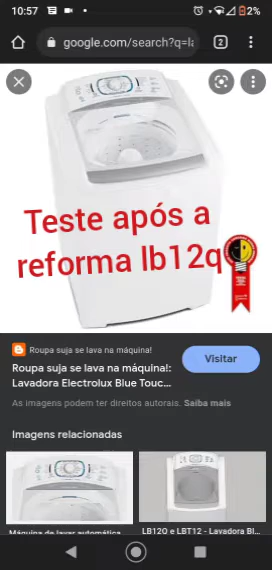 10:57
2%
google.com/search?q=la
2
Teste após a
reforma lb12q
Roupa suja se lava na máquina!
Roupa suja se lava na máquina!:
Lavadora Electrolux Blue Touc...
Visitar
As imagens podem ter direitos autorais. Saiba mais
Imagens relacionadas
Máquina de lavar automática
LB12Q e LBT12 - Lavadora Bl...